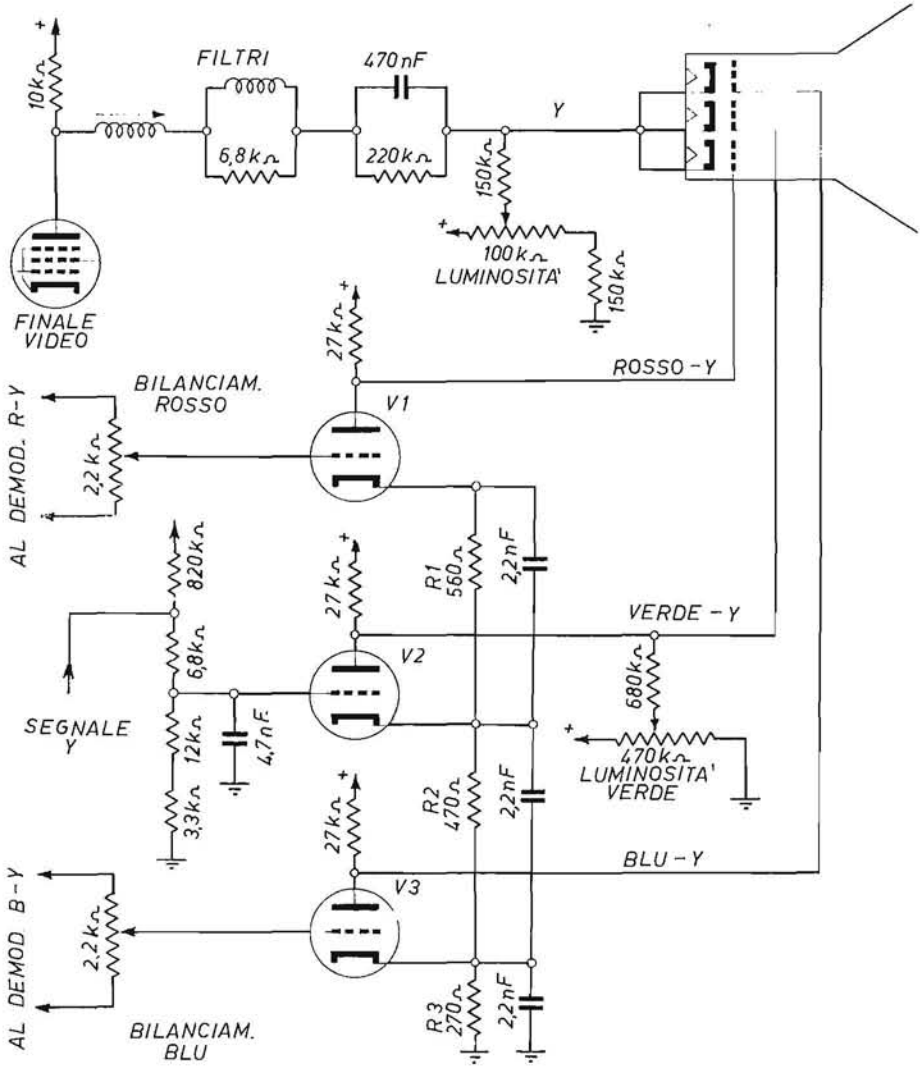 +
10kΩ
FINALE
VIDEO
FILTRI
6,8kΩ
470nF
220kΩ
Y
150kΩ
+
100kΩ
LUMINOSITA'
150kΩ
AL DEMOD. R-Y
2,2kΩ
BILANCIAM.
ROSSO
+
27kΩ
V1
ROSSO-Y
R1
560Ω
2,2nF
820kΩ
6,8kΩ
SEGNALE
Y
12kΩ
4,7nF.
3,3kΩ
+
27kΩ
V2
VERDE-Y
680kΩ
+
470kΩ
LUMINOSITA'
VERDE
R2
470Ω
2,2nF
AL DEMOD B-Y
2,2kΩ
BILANCIAM.
BLU
+
27kΩ
V3
BLU-Y
R3
270Ω
2,2nF